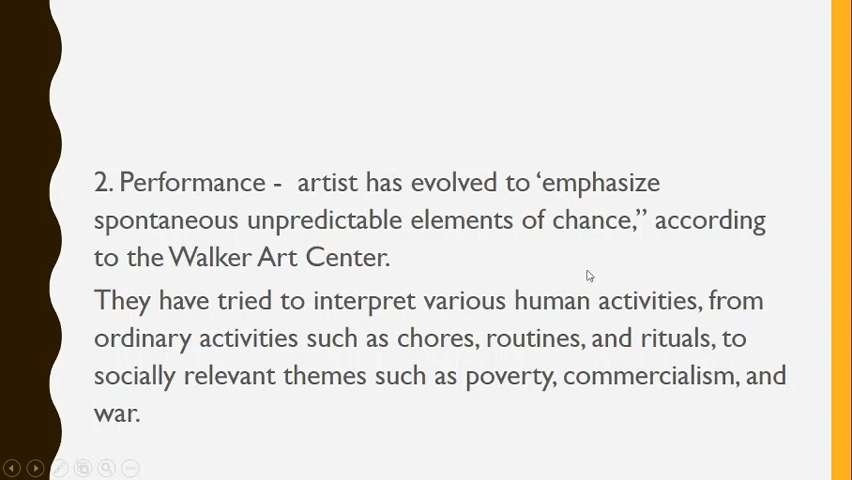 2. Performance -  artist has evolved to ‘emphasize
spontaneous unpredictable elements of chance,” according
to the Walker Art Center.
They have tried to interpret various human activities, from
ordinary activities such as chores, routines, and rituals, to
socially relevant themes such as poverty, commercialism, and
war.